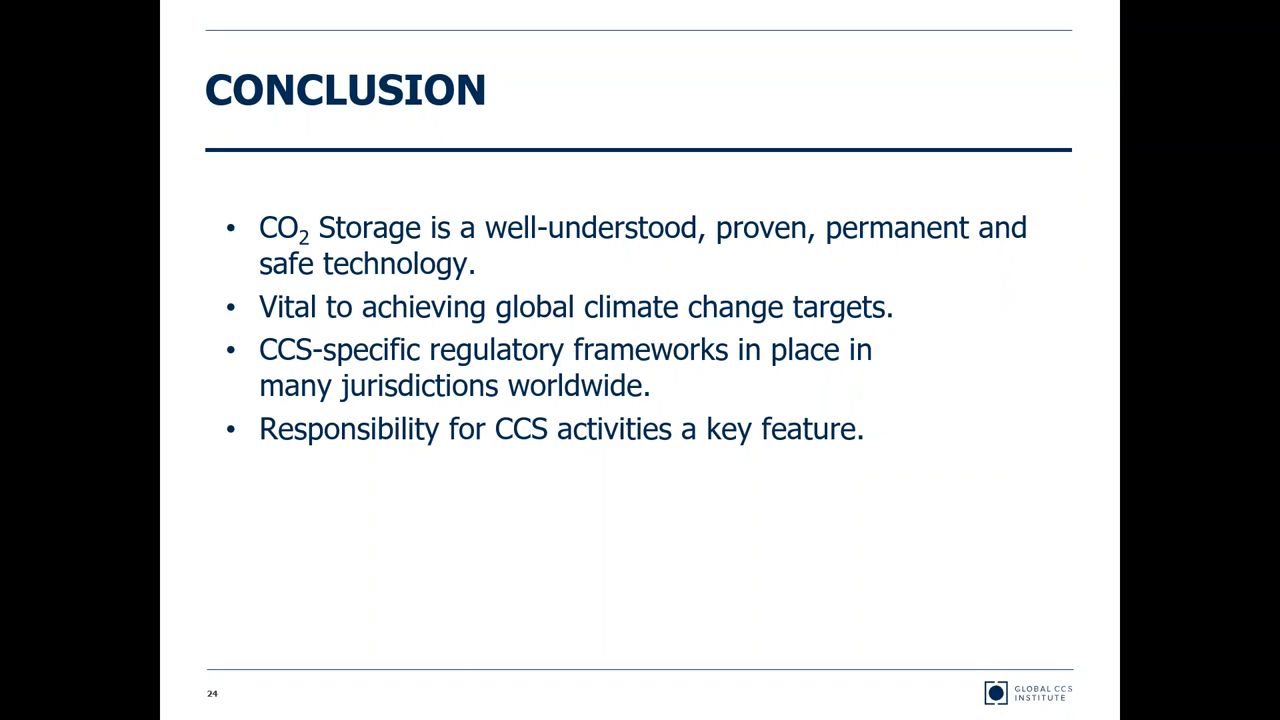 CONCLUSION
• CO₂ Storage is a well-understood, proven, permanent and
safe technology.
• Vital to achieving global climate change targets.
• CCS-specific regulatory frameworks in place in
many jurisdictions worldwide.
• Responsibility for CCS activities a key feature.
24
GLOBAL CCS
INSTITUTE